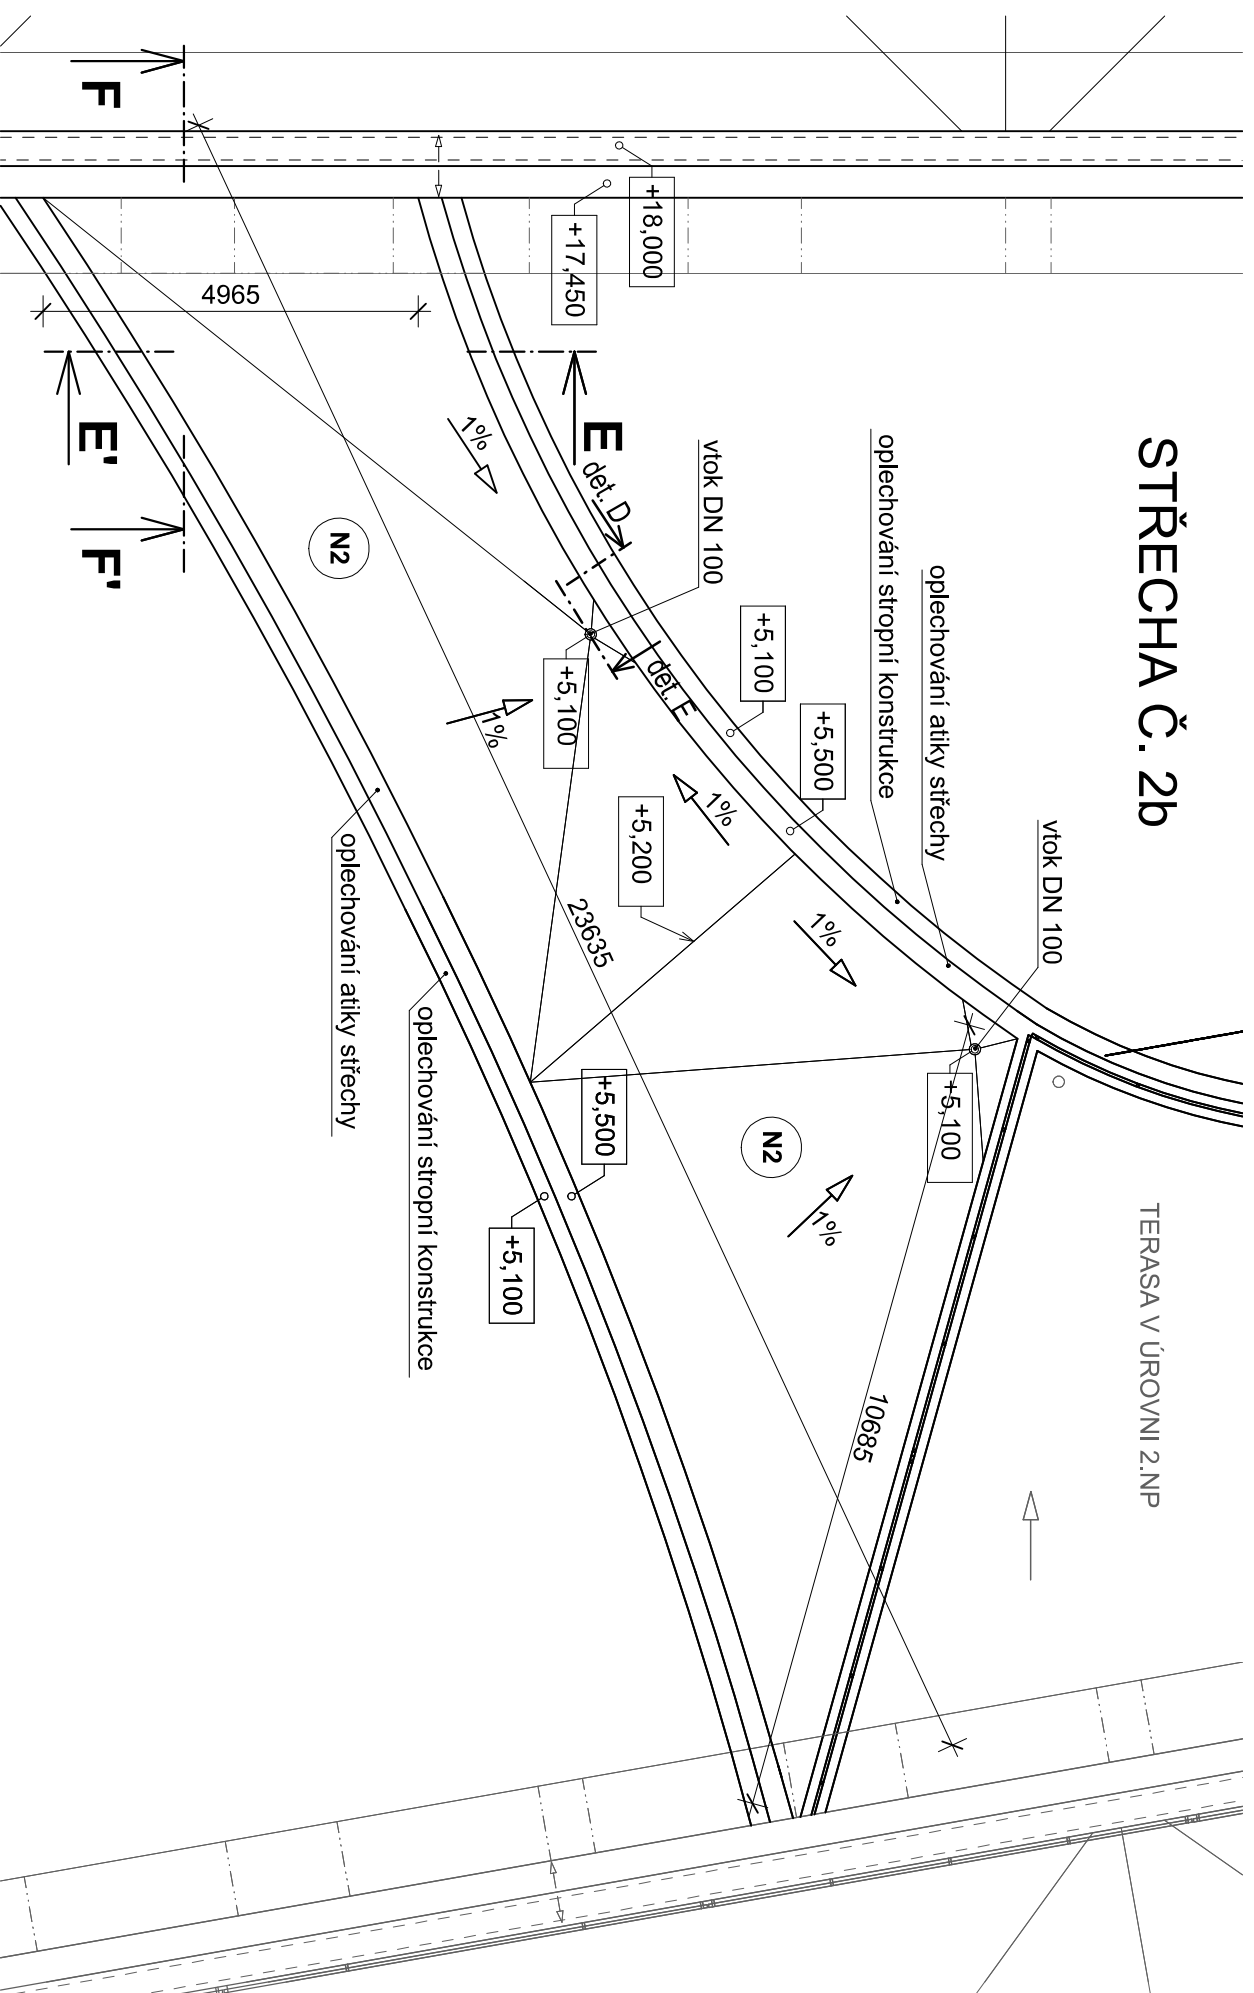 STŘECHA Č. 2b
TERASA V ÚROVNI 2.NP
vtok DN 100
oplechování atiky střechy
oplechování stropní konstrukce
vtok DN 100
+18,000
+17,450
4965
F
F'
E
E'
det. D
det. E
1%
1%
1%
1%
1%
+5,100
+5,500
+5,100
+5,200
+5,100
+5,500
+5,100
23635
10685
N2
N2
oplechování atiky střechy
oplechování stropní konstrukce